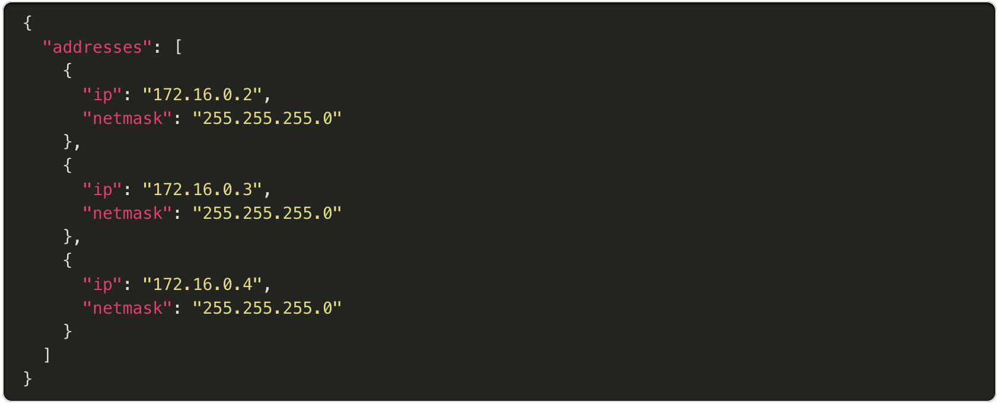 {
  "addresses": [
    {
      "ip": "172.16.0.2",
      "netmask": "255.255.255.0"
    },
    {
      "ip": "172.16.0.3",
      "netmask": "255.255.255.0"
    },
    {
      "ip": "172.16.0.4",
      "netmask": "255.255.255.0"
    }
  ]
}